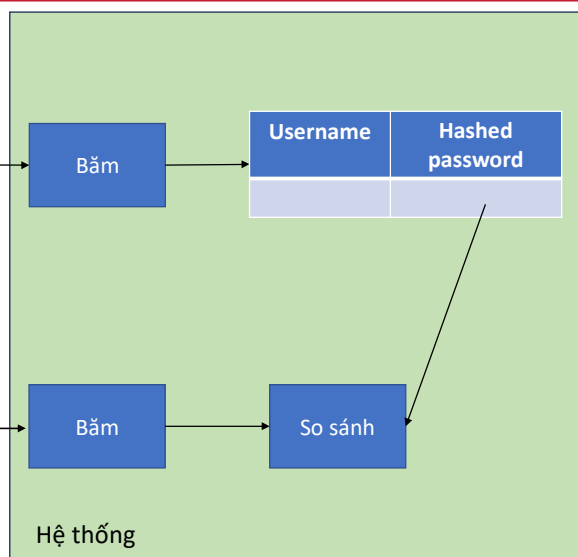 Username
Hashed
password
Băm
Băm
So sánh
Hệ thống